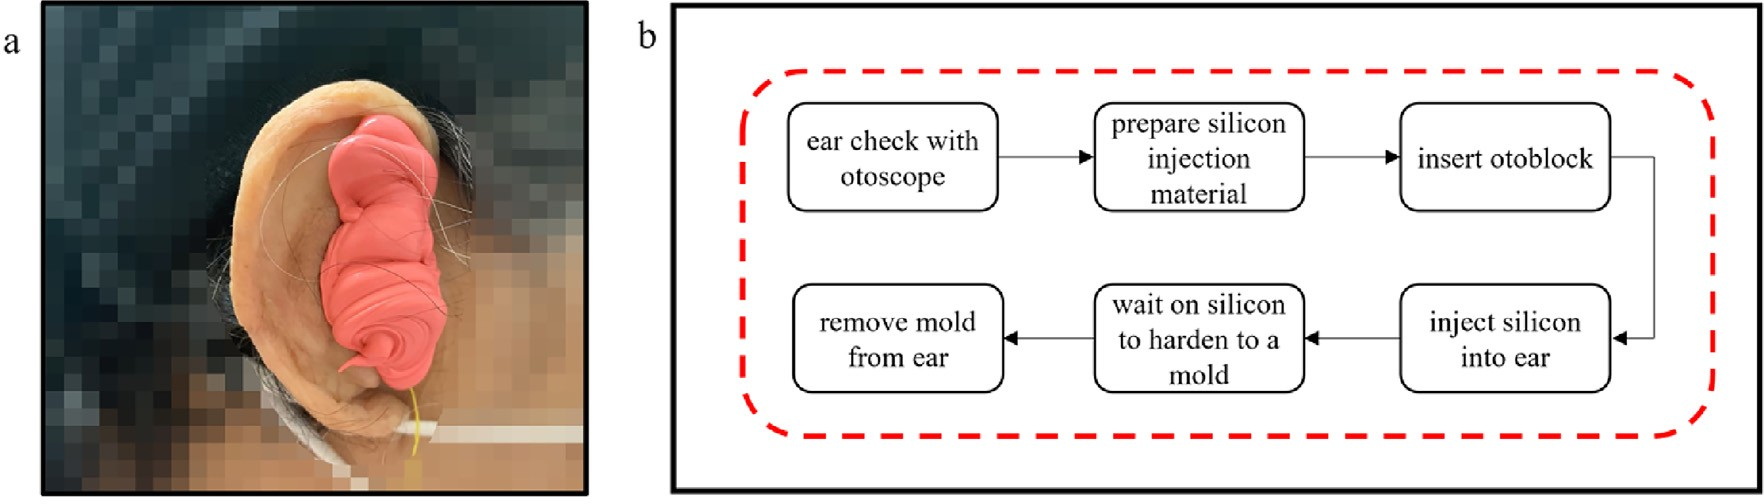 a
b
ear check with
otoscope
prepare silicon
injection
material
insert otoblock
inject silicon
into ear
wait on silicon
to harden to a
mold
remove mold
from ear